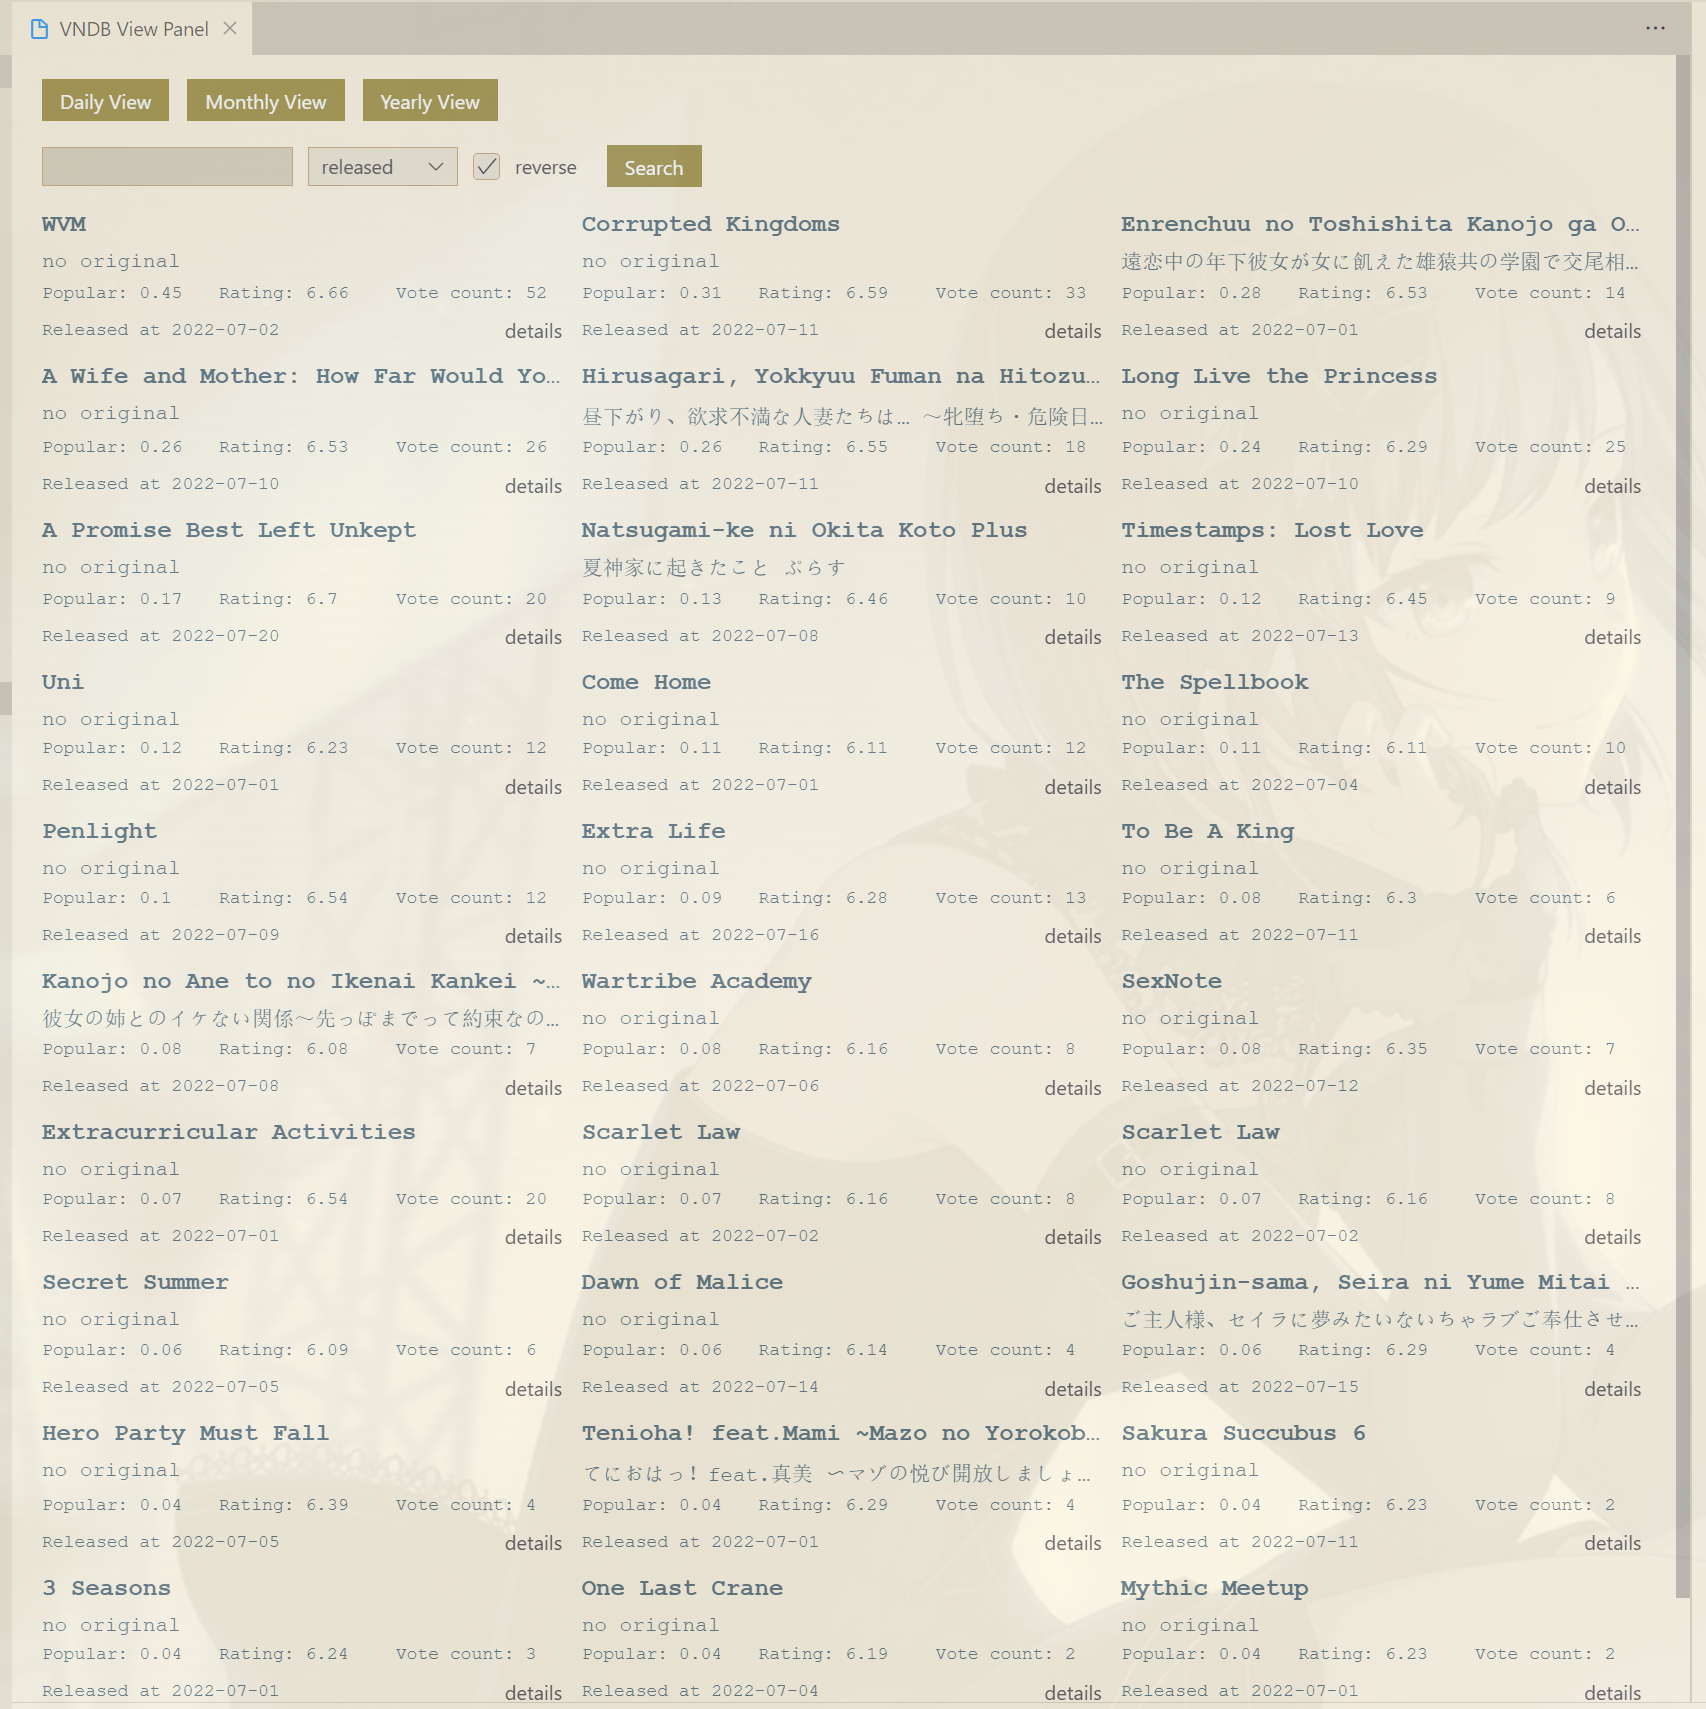 VNDB View Panel
Daily View Monthly View Yearly View
released reverse Search
WVM
no original
Popular: 0.45 Rating: 6.66 Vote count: 52
Released at 2022-07-02 details
Corrupted Kingdoms
no original
Popular: 0.31 Rating: 6.59 Vote count: 33
Released at 2022-07-11 details
Enrenchuu no Toshishita Kanojo ga O…
遠恋中の年下彼女が女に飢えた雄猿共の学園で交尾相…
Popular: 0.28 Rating: 6.53 Vote count: 14
Released at 2022-07-01 details
A Wife and Mother: How Far Would Yo…
no original
Popular: 0.26 Rating: 6.53 Vote count: 26
Released at 2022-07-10 details
Hirusagari, Yokkyuu Fuman na Hitozu…
昼下がり、欲求不満な人妻たちは… ～牝堕ち・危険日…
Popular: 0.26 Rating: 6.55 Vote count: 18
Released at 2022-07-11 details
Long Live the Princess
no original
Popular: 0.24 Rating: 6.29 Vote count: 25
Released at 2022-07-10 details
A Promise Best Left Unkept
no original
Popular: 0.17 Rating: 6.7 Vote count: 20
Released at 2022-07-20 details
Natsugami-ke ni Okita Koto Plus
夏神家に起きたこと ぷらす
Popular: 0.13 Rating: 6.46 Vote count: 10
Released at 2022-07-08 details
Timestamps: Lost Love
no original
Popular: 0.12 Rating: 6.45 Vote count: 9
Released at 2022-07-13 details
Uni
no original
Popular: 0.12 Rating: 6.23 Vote count: 12
Released at 2022-07-01 details
Come Home
no original
Popular: 0.11 Rating: 6.11 Vote count: 12
Released at 2022-07-01 details
The Spellbook
no original
Popular: 0.11 Rating: 6.11 Vote count: 10
Released at 2022-07-04 details
Penlight
no original
Popular: 0.1 Rating: 6.54 Vote count: 12
Released at 2022-07-09 details
Extra Life
no original
Popular: 0.09 Rating: 6.28 Vote count: 13
Released at 2022-07-16 details
To Be A King
no original
Popular: 0.08 Rating: 6.3 Vote count: 6
Released at 2022-07-11 details
Kanojo no Ane to no Ikenai Kankei ~…
彼女の姉とのイケない関係～先っぽまでって約束なの…
Popular: 0.08 Rating: 6.08 Vote count: 7
Released at 2022-07-08 details
Wartribe Academy
no original
Popular: 0.08 Rating: 6.16 Vote count: 8
Released at 2022-07-06 details
SexNote
no original
Popular: 0.08 Rating: 6.35 Vote count: 7
Released at 2022-07-12 details
Extracurricular Activities
no original
Popular: 0.07 Rating: 6.54 Vote count: 20
Released at 2022-07-01 details
Scarlet Law
no original
Popular: 0.07 Rating: 6.16 Vote count: 8
Released at 2022-07-02 details
Scarlet Law
no original
Popular: 0.07 Rating: 6.16 Vote count: 8
Released at 2022-07-02 details
Secret Summer
no original
Popular: 0.06 Rating: 6.09 Vote count: 6
Released at 2022-07-05 details
Dawn of Malice
no original
Popular: 0.06 Rating: 6.14 Vote count: 4
Released at 2022-07-14 details
Goshujin-sama, Seira ni Yume Mitai …
ご主人様、セイラに夢みたいないちゃラブご奉仕させ…
Popular: 0.06 Rating: 6.29 Vote count: 4
Released at 2022-07-15 details
Hero Party Must Fall
no original
Popular: 0.04 Rating: 6.39 Vote count: 4
Released at 2022-07-05 details
Tenioha! feat.Mami ~Mazo no Yorokob…
てにおはっ！feat.真美 〜マゾの悦び開放しましょ…
Popular: 0.04 Rating: 6.29 Vote count: 4
Released at 2022-07-01 details
Sakura Succubus 6
no original
Popular: 0.04 Rating: 6.23 Vote count: 2
Released at 2022-07-11 details
3 Seasons
no original
Popular: 0.04 Rating: 6.24 Vote count: 3
Released at 2022-07-01 details
One Last Crane
no original
Popular: 0.04 Rating: 6.19 Vote count: 2
Released at 2022-07-04 details
Mythic Meetup
no original
Popular: 0.04 Rating: 6.23 Vote count: 2
Released at 2022-07-01 details